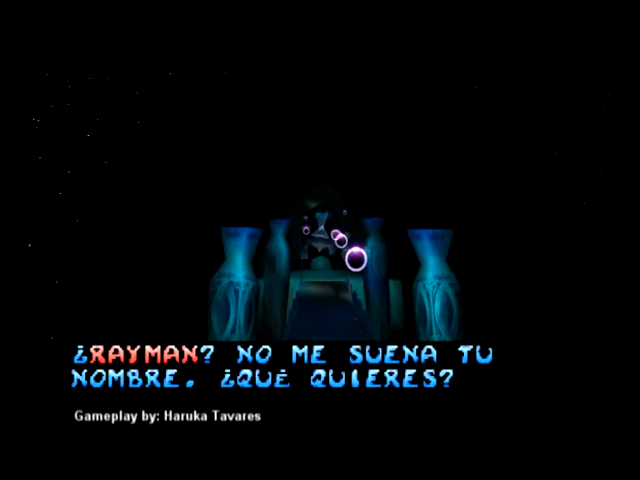 ¿RAYMAN? NO ME SUENA TU
NOMBRE. ¿QUÉ QUIERES?
Gameplay by: Haruka Tavares